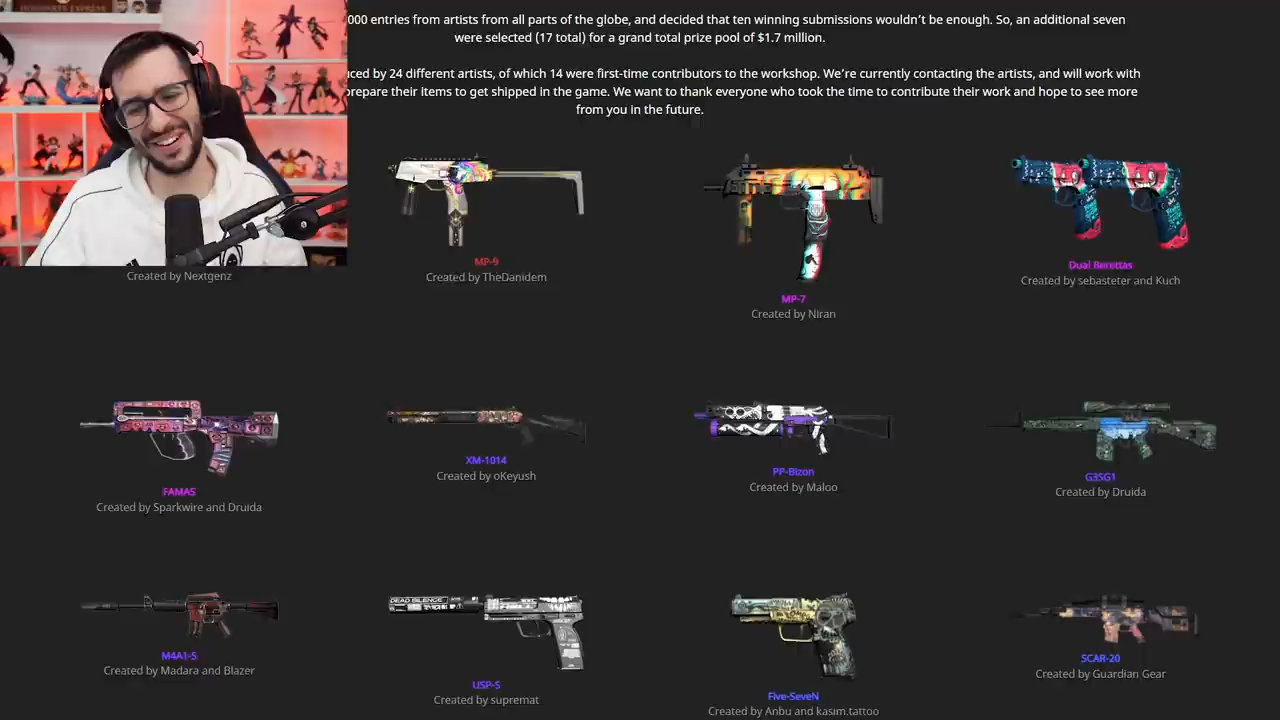 000 entries from artists from all parts of the globe, and decided that ten winning submissions wouldn't be enough. So, an additional seven
were selected (17 total) for a grand total prize pool of $1.7 million.
uced by 24 different artists, of which 14 were first-time contributors to the workshop. We're currently contacting the artists, and will work with
prepare their items to get shipped in the game. We want to thank everyone who took the time to contribute their work and hope to see more
from you in the future.
Created by Nextgenz
MP-9
Created by TheDanidem
MP-7
Created by Niran
Dual Berettas
Created by sebasteter and Kuch
FAMAS
Created by Sparkwire and Druida
XM-1014
Created by oKeyush
PP-Bizon
Created by Maloo
G3SG1
Created by Druida
M4A1-S
Created by Madara and Blazer
DEAD SILENCE
USP-S
Created by supremat
Five-SeveN
Created by Anbu and kasim.tattoo
SCAR-20
Created by Guardian Gear